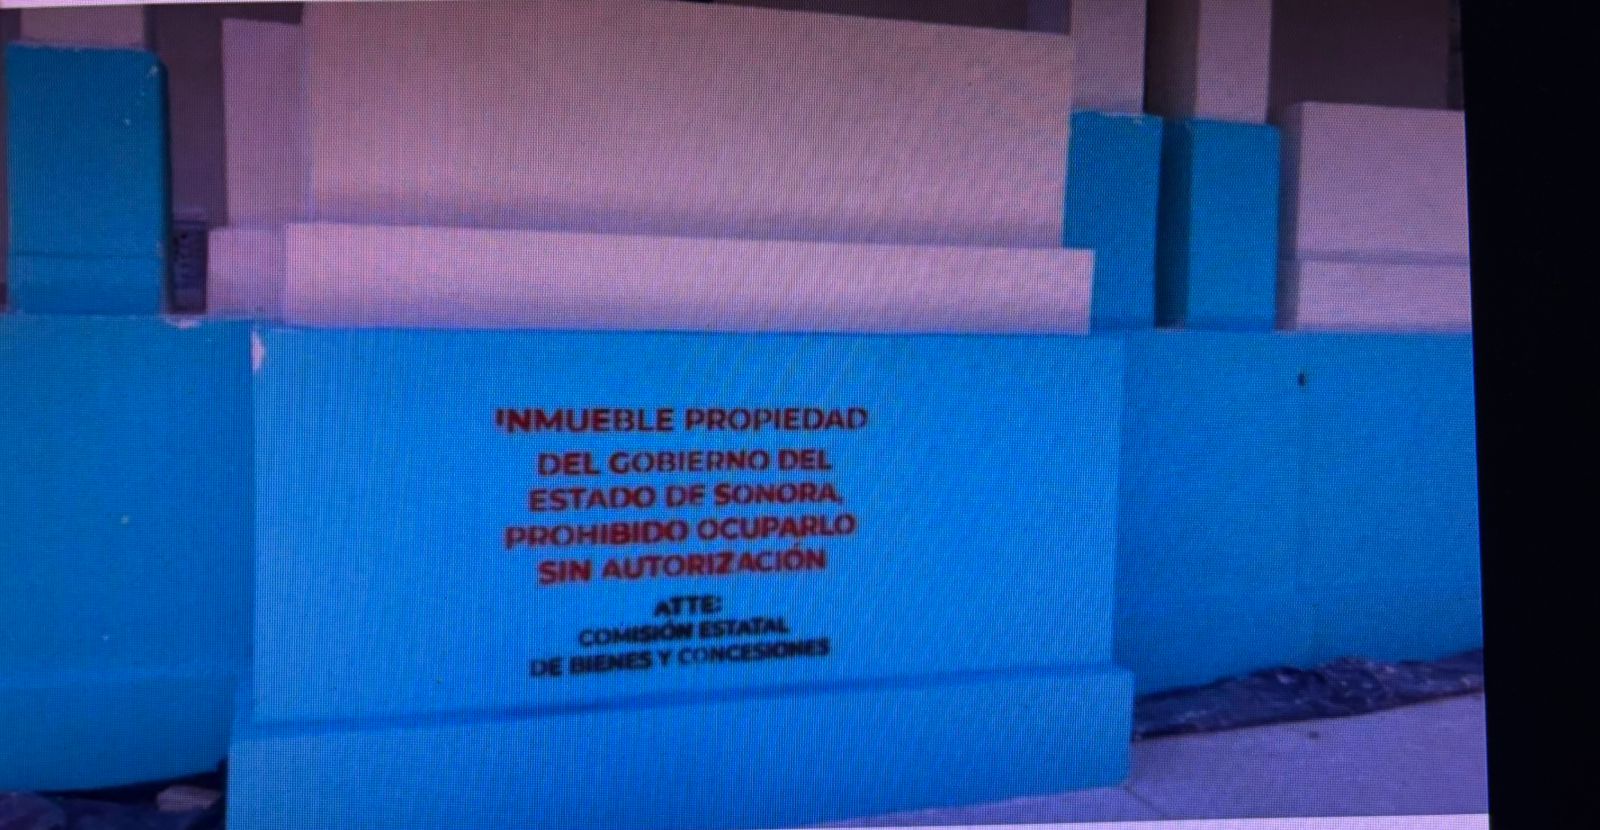 INMUEBLE PROPIEDAD
DEL GOBIERNO DEL
ESTADO DE SONORA,
PROHIBIDO OCUPARLO
SIN AUTORIZACIÓN
ATTE:
COMISIÓN ESTATAL
DE BIENES Y CONCESIONES